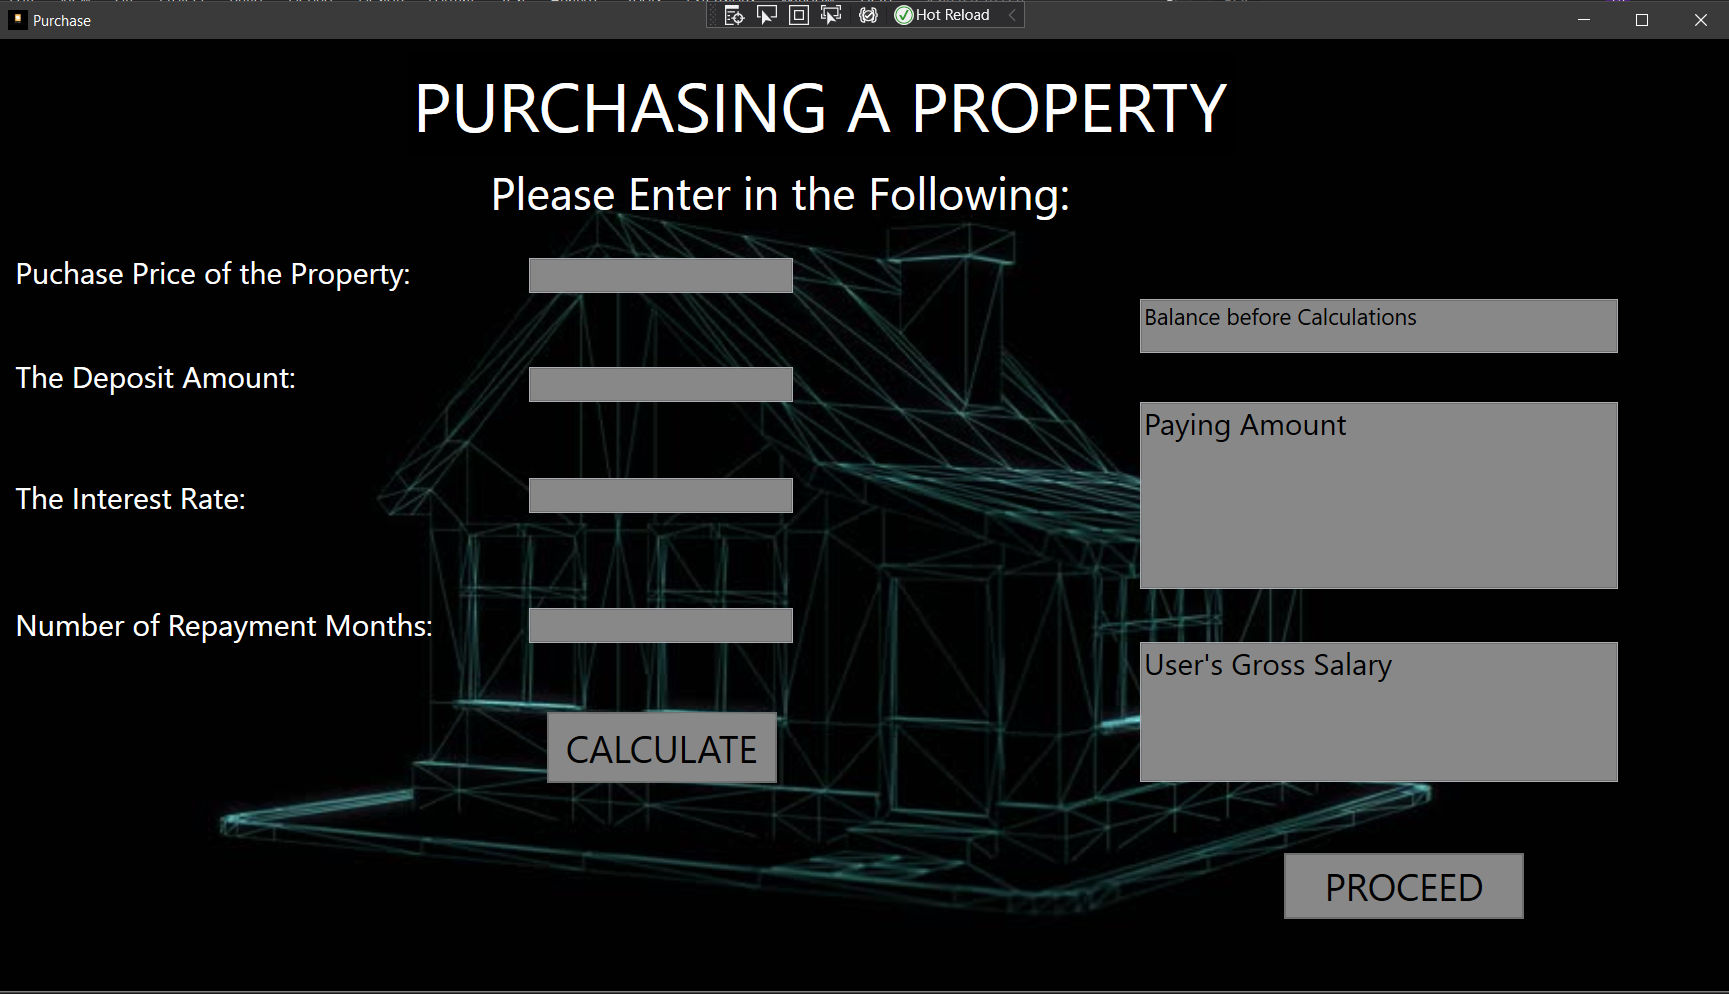 Purchase
Hot Reload
PURCHASING A PROPERTY
Please Enter in the Following:
Puchase Price of the Property:
Balance before Calculations
The Deposit Amount:
Paying Amount
The Interest Rate:
Number of Repayment Months:
User's Gross Salary
CALCULATE
PROCEED